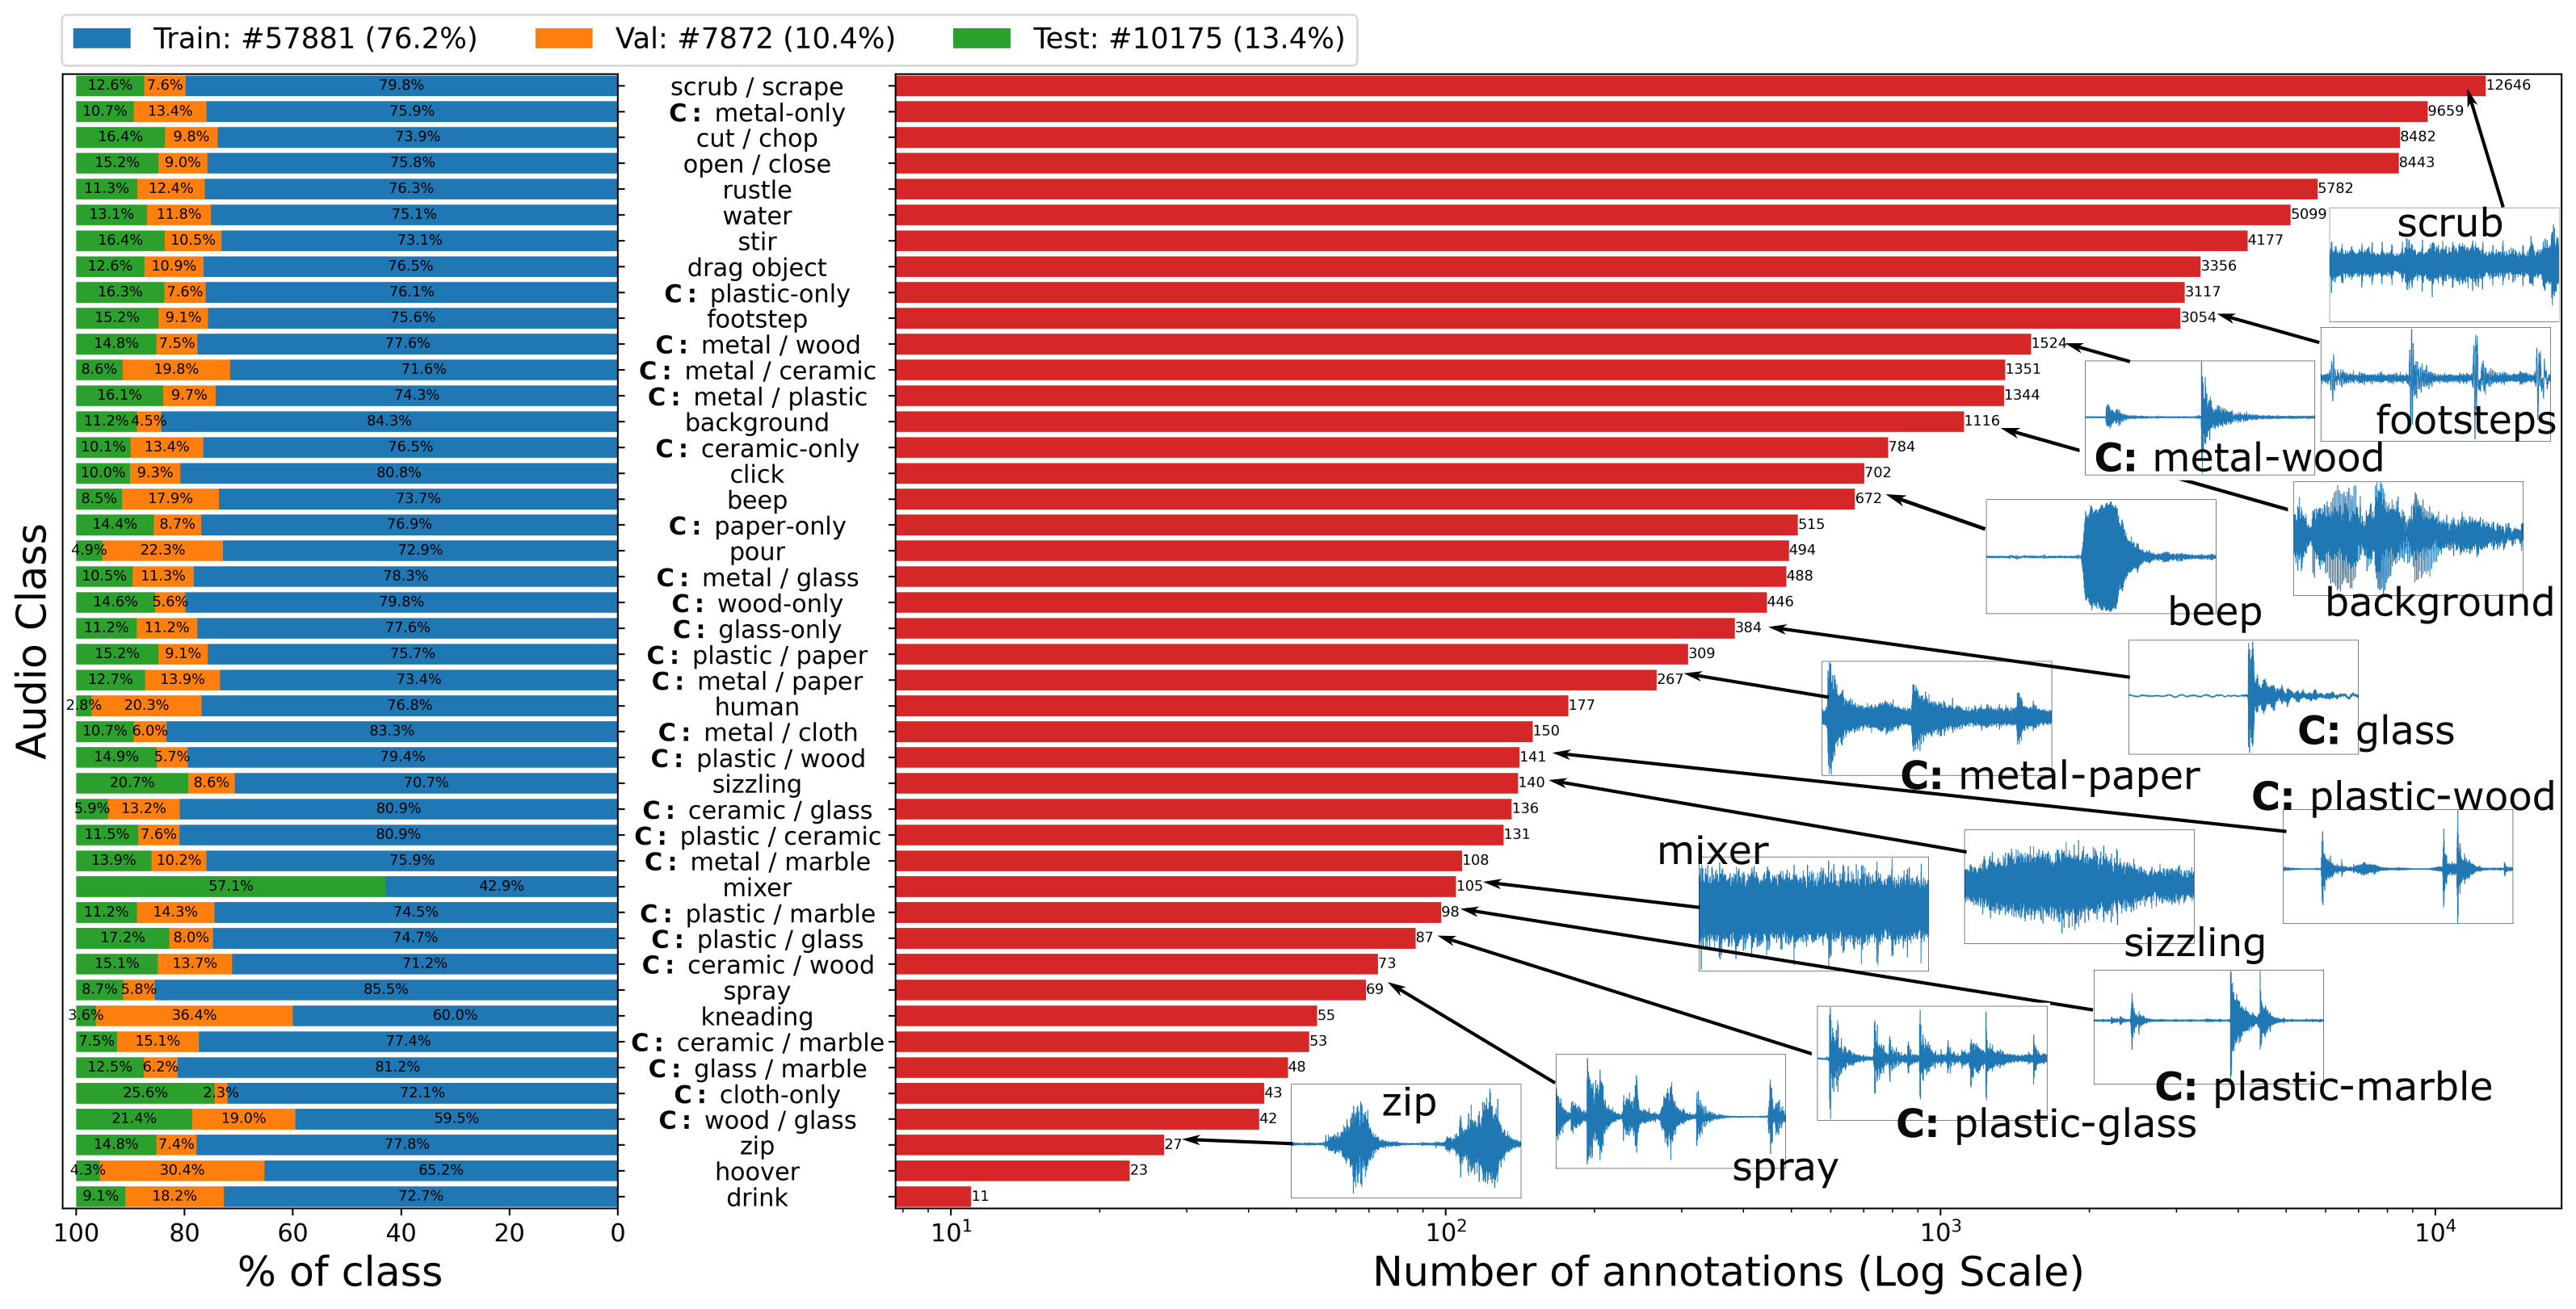 Train: #57881 (76.2%) Val: #7872 (10.4%) Test: #10175 (13.4%)
12.6% 7.6% 79.8% scrub / scrape 12646
10.7% 13.4% 75.9% C: metal-only 9659
16.4% 9.8% 73.9% cut / chop 8482
15.2% 9.0% 75.8% open / close 8443
11.3% 12.4% 76.3% rustle 5782
13.1% 11.8% 75.1% water 5099
scrub
16.4% 10.5% 73.1% stir 4177
12.6% 10.9% 76.5% drag object 3356
16.3% 7.6% 76.1% C: plastic-only 3117
15.2% 9.1% 75.6% footstep 3054
14.8% 7.5% 77.6% C: metal / wood 1524
8.6% 19.8% 71.6% C: metal / ceramic 1351
16.1% 9.7% 74.3% C: metal / plastic 1344
11.2% 4.5% 84.3% background 1116
footsteps
10.1% 13.4% 76.5% C: ceramic-only 784
C: metal-wood
10.0% 9.3% 80.8% click 702
8.5% 17.9% 73.7% beep 672
14.4% 8.7% 76.9% C: paper-only 515
4.9% 22.3% 72.9% pour 494
10.5% 11.3% 78.3% C: metal / glass 488
14.6% 5.6% 79.8% C: wood-only 446
beep
background
11.2% 11.2% 77.6% C: glass-only 384
15.2% 9.1% 75.7% C: plastic / paper 309
12.7% 13.9% 73.4% C: metal / paper 267
2.8% 20.3% 76.8% human 177
10.7% 6.0% 83.3% C: metal / cloth 150
C: glass
14.9% 5.7% 79.4% C: plastic / wood 141
C: metal-paper
20.7% 8.6% 70.7% sizzling 140
C: plastic-wood
5.9% 13.2% 80.9% C: ceramic / glass 136
11.5% 7.6% 80.9% C: plastic / ceramic 131
mixer
13.9% 10.2% 75.9% C: metal / marble 108
57.1% 42.9% mixer 105
11.2% 14.3% 74.5% C: plastic / marble 98
17.2% 8.0% 74.7% C: plastic / glass 87
sizzling
15.1% 13.7% 71.2% C: ceramic / wood 73
8.7% 5.8% 85.5% spray 69
3.6% 36.4% 60.0% kneading 55
7.5% 15.1% 77.4% C: ceramic / marble 53
12.5% 6.2% 81.2% C: glass / marble 48
C: plastic-marble
25.6% 2.3% 72.1% C: cloth-only 43
zip
21.4% 19.0% 59.5% C: wood / glass 42
C: plastic-glass
14.8% 7.4% 77.8% zip 27
4.3% 30.4% 65.2% hoover 23
spray
9.1% 18.2% 72.7% drink 11
Audio Class
100 80 60 40 20 0
10¹ 10² 10³ 10⁴
% of class
Number of annotations (Log Scale)